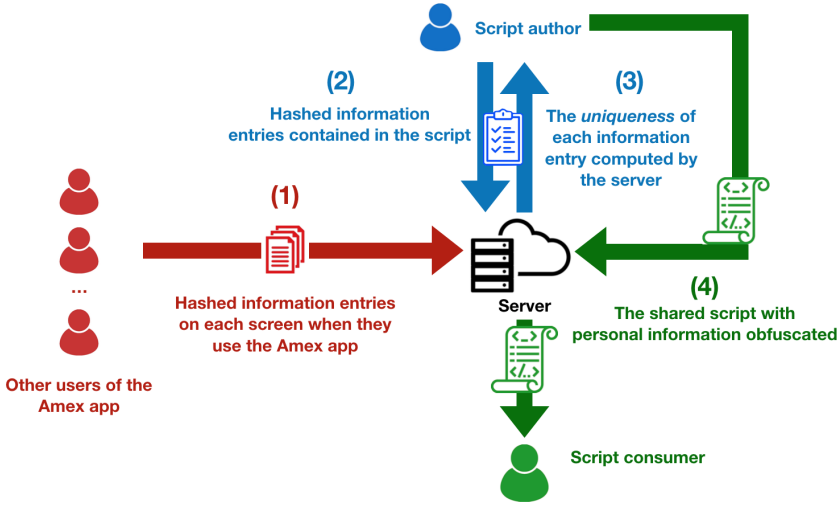 Script author
(2)
Hashed information
entries contained in the script
(3)
The uniqueness of
each information
entry computed by
the server
(1)
Hashed information entries
on each screen when they
use the Amex app
...
Other users of the
Amex app
Server
(4)
The shared script with
personal information obfuscated
<_>
</..>
<_>
</..>
Script consumer